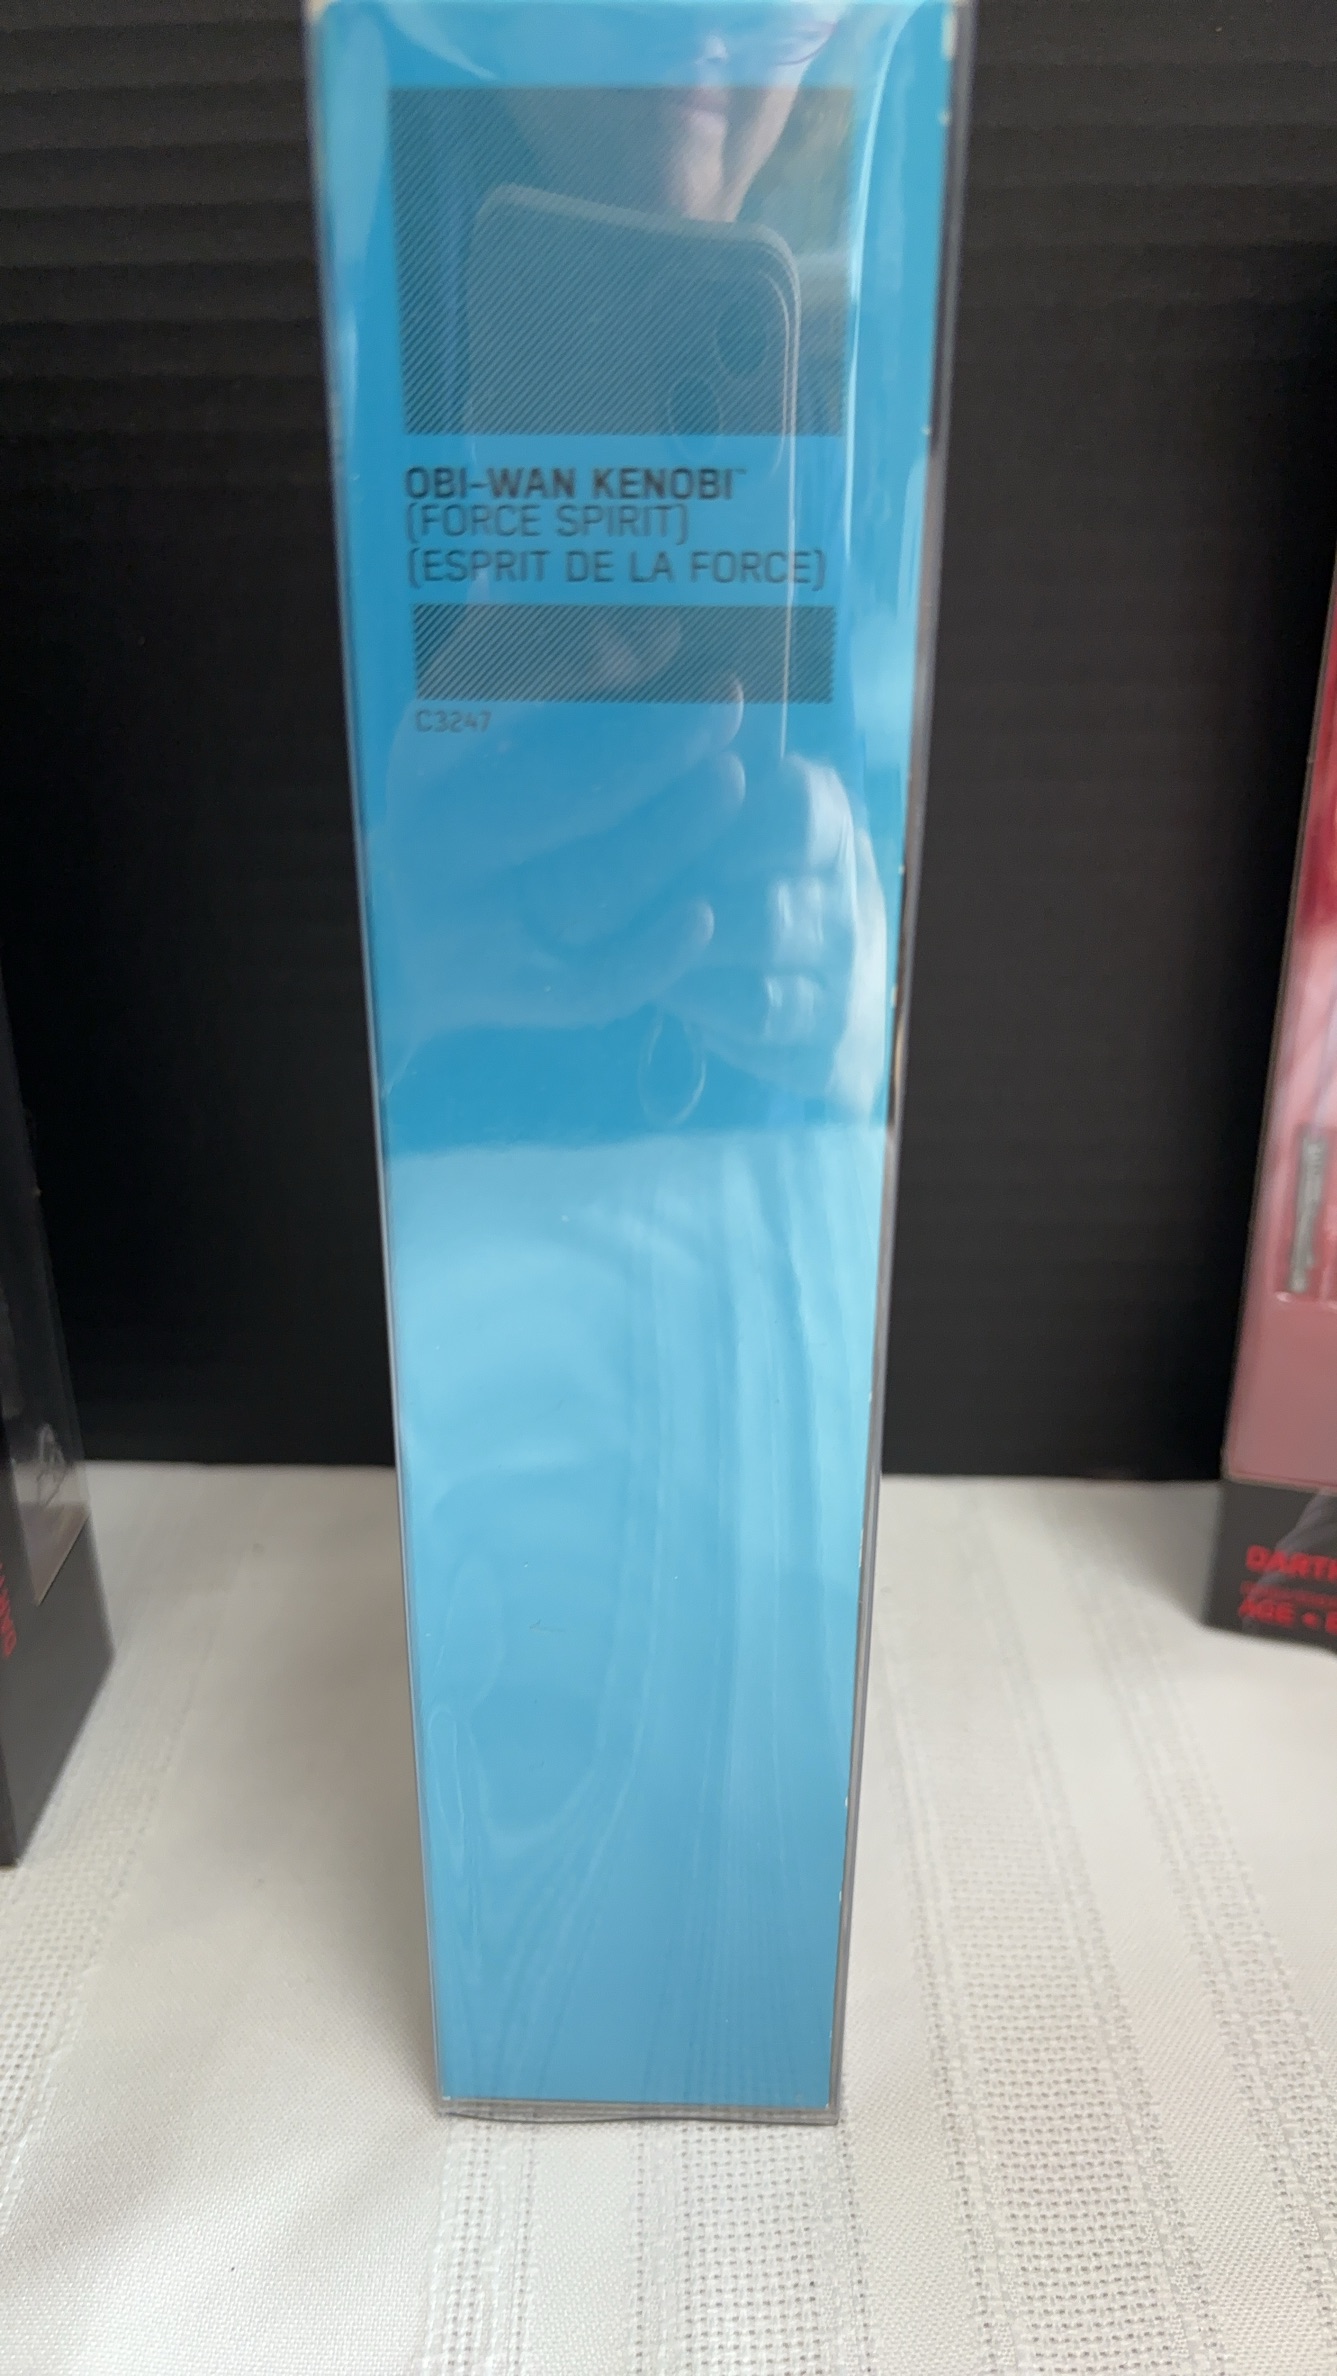 OBI-WAN KENOBI™
(FORCE SPIRIT)
(ESPRIT DE LA FORCE)
C3247